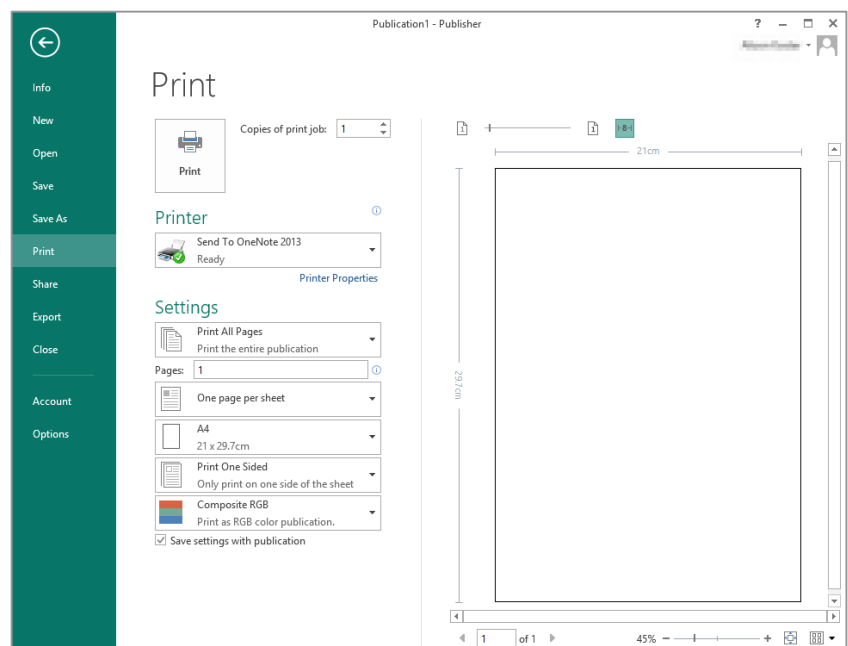 Publication1 - Publisher
?
Info
New
Open
Save
Save As
Print
Share
Export
Close
Account
Options
Print
Print
Copies of print job: 1
Printer
Send To OneNote 2013
Ready
Printer Properties
Settings
Print All Pages
Print the entire publication
Pages: 1
One page per sheet
A4
21 x 29.7cm
Print One Sided
Only print on one side of the sheet
Composite RGB
Print as RGB color publication.
Save settings with publication
1
1
21cm
29.7cm
1 of 1
45%